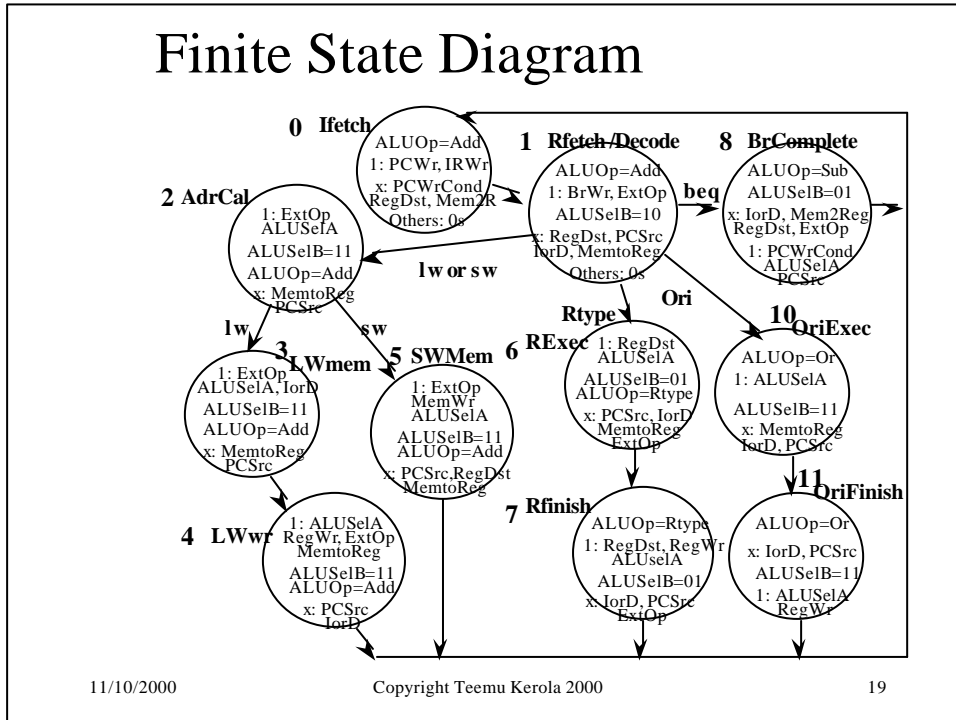 Finite State Diagram
0 Ifetch
ALUOp=Add
1: PCWr, IRWr
x: PCWrCond
RegDst, Mem2R
Others: 0s
1 Rfetch/Decode
ALUOp=Add
1: BrWr, ExtOp
ALUSelB=10
x: RegDst, PCSrc
IorD, MemtoReg
Others: 0s
beq
8 BrComplete
ALUOp=Sub
ALUSelB=01
x: IorD, Mem2Reg
RegDst, ExtOp
1: PCWrCond
ALUSelA
PCSrc
2 AdrCal
1: ExtOp
ALUSelA
ALUSelB=11
ALUOp=Add
x: MemtoReg
PCSrc
lw or sw
Rtype
Ori
lw
sw
3 LWmem
1: ExtOp
ALUSelA, IorD
ALUSelB=11
ALUOp=Add
x: MemtoReg
PCSrc
5 SWMem
1: ExtOp
MemWr
ALUSelA
ALUSelB=11
ALUOp=Add
x: PCSrc,RegDst
MemtoReg
6 RExec
1: RegDst
ALUSelA
ALUSelB=01
ALUOp=Rtype
x: PCSrc, IorD
MemtoReg
ExtOp
10 OriExec
ALUOp=Or
1: ALUSelA
ALUSelB=11
x: MemtoReg
IorD, PCSrc
4 LWwr
1: ALUSelA
RegWr, ExtOp
MemtoReg
ALUSelB=11
ALUOp=Add
x: PCSrc
IorD
7 Rfinish
ALUOp=Rtype
1: RegDst, RegWr
ALUselA
ALUSelB=01
x: IorD, PCSrc
ExtOp
11 OriFinish
ALUOp=Or
x: IorD, PCSrc
ALUSelB=11
1: ALUSelA
RegWr
11/10/2000
Copyright Teemu Kerola 2000
19